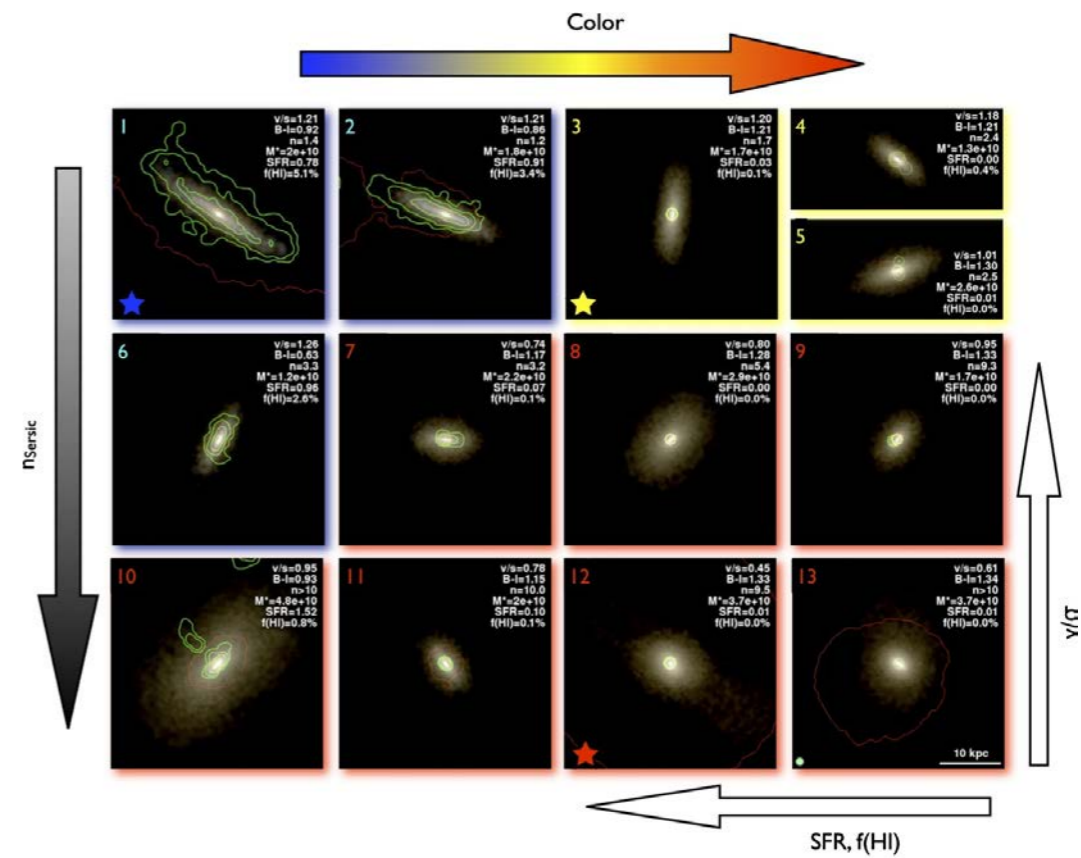 Color
1
v/s=1.21
B-I=0.92
n=1.4
M*=2e+10
SFR=0.78
f(HI)=5.1%
2
v/s=1.21
B-I=0.86
n=1.2
M*=1.8e+10
SFR=0.91
f(HI)=3.4%
3
v/s=1.20
B-I=1.21
n=1.7
M*=1.7e+10
SFR=0.03
f(HI)=0.1%
4
v/s=1.18
B-I=1.21
n=2.4
M*=1.3e+10
SFR=0.00
f(HI)=0.4%
5
v/s=1.01
B-I=1.30
n=2.5
M*=2.6e+10
SFR=0.01
f(HI)=0.0%
6
v/s=1.26
B-I=0.63
n=3.3
M*=1.2e+10
SFR=0.96
f(HI)=2.6%
7
v/s=0.74
B-I=1.17
n=3.2
M*=2.2e+10
SFR=0.07
f(HI)=0.1%
8
v/s=0.80
B-I=1.28
n=5.4
M*=2.9e+10
SFR=0.00
f(HI)=0.0%
9
v/s=0.95
B-I=1.33
n=9.3
M*=1.7e+10
SFR=0.00
f(HI)=0.0%
nSersic
v/σ
10
v/s=0.95
B-I=0.93
n>10
M*=4.8e+10
SFR=1.52
f(HI)=0.8%
11
v/s=0.78
B-I=1.15
n=10.0
M*=2e+10
SFR=0.10
f(HI)=0.1%
12
v/s=0.45
B-I=1.33
n=9.5
M*=3.7e+10
SFR=0.01
f(HI)=0.0%
13
v/s=0.61
B-I=1.34
n>10
M*=3.7e+10
SFR=0.01
f(HI)=0.0%
10 kpc
SFR, f(HI)